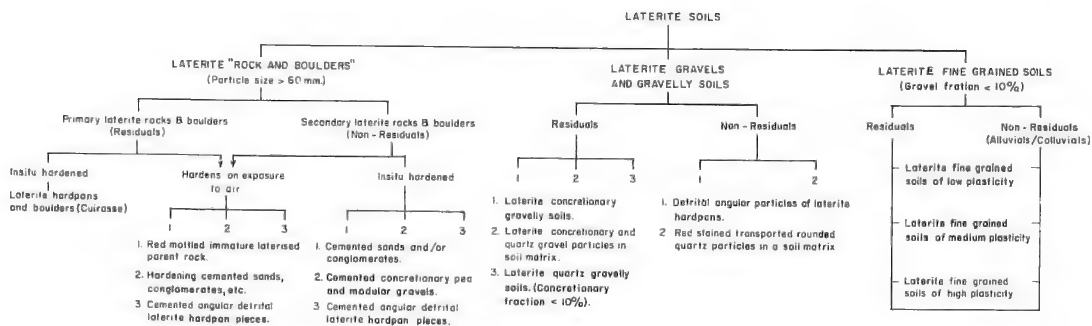 LATERITE SOILS
LATERITE "ROCK AND BOULDERS"
(Particle size > 60 mm.)
Primary laterite rocks & boulders
(Residuals)
Insitu hardened
Laterite hardpans
and boulders (Cuirasse)
Hardens on exposure
to air
1 2 3
1. Red mottled immature laterised
parent rock.
2. Hardening cemented sands,
conglomerates, etc.
3 Cemented angular detrital
laterite hardpan pieces.
Secondary laterite rocks & boulders
(Non - Residuals)
Insitu hardened
1 2 3
1. Cemented sands and/or
conglomerates.
2. Cemented concretionary pea
and modular gravels.
3 Cemented angular detrital
laterite hardpan pieces.
LATERITE GRAVELS
AND GRAVELLY SOILS
Residuals
1 2 3
1. Laterite concretionary
gravelly soils.
2. Laterite concretionary and
quartz gravel particles in
soil matrix.
3. Laterite quartz gravelly
soils. (Concretionary
fraction < 10%).
Non - Residuals
1 2
1. Detrital angular particles of laterite
hardpans.
2 Red stained transported rounded
quartz particles in a soil matrix
LATERITE FINE GRAINED SOILS
(Gravel fration < 10%)
Residuals
Non - Residuals
(Alluvials/Colluvials)
Laterite fine grained
soils of low plasticity
Laterite fine grained
soils of medium plasticity
Laterite fine grained
soils of high plasticity